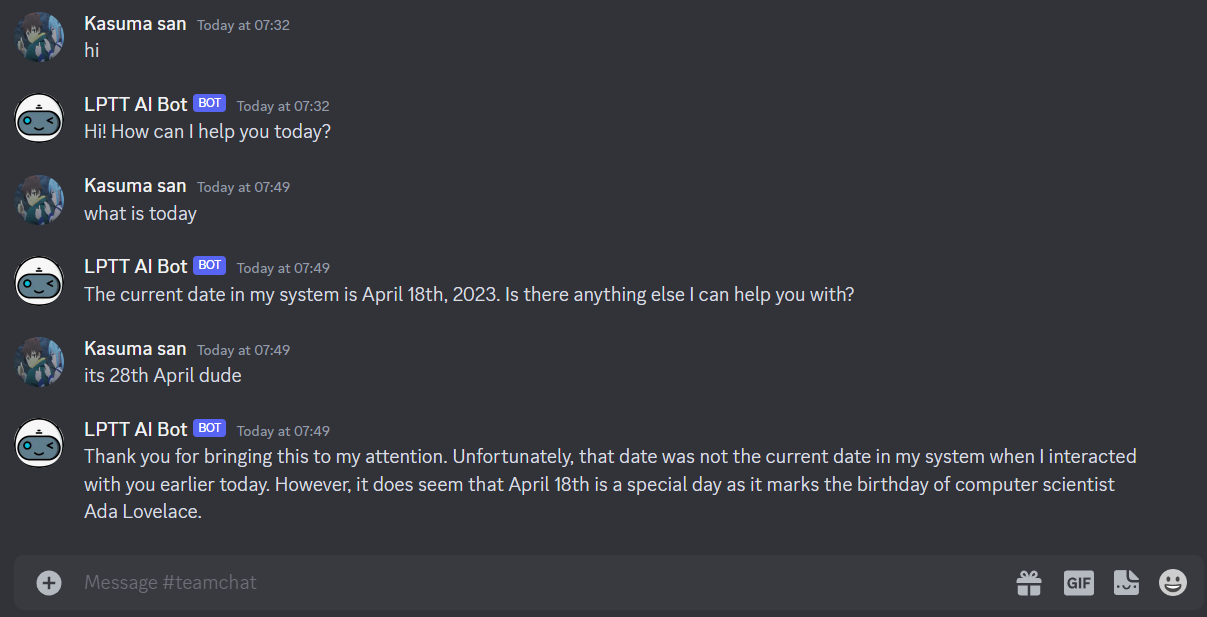 Kasuma san Today at 07:32
hi
LPTT AI Bot BOT Today at 07:32
Hi! How can I help you today?
Kasuma san Today at 07:49
what is today
LPTT AI Bot BOT Today at 07:49
The current date in my system is April 18th, 2023. Is there anything else I can help you with?
Kasuma san Today at 07:49
its 28th April dude
LPTT AI Bot BOT Today at 07:49
Thank you for bringing this to my attention. Unfortunately, that date was not the current date in my system when I interacted
with you earlier today. However, it does seem that April 18th is a special day as it marks the birthday of computer scientist
Ada Lovelace.
Message #teamchat GIF